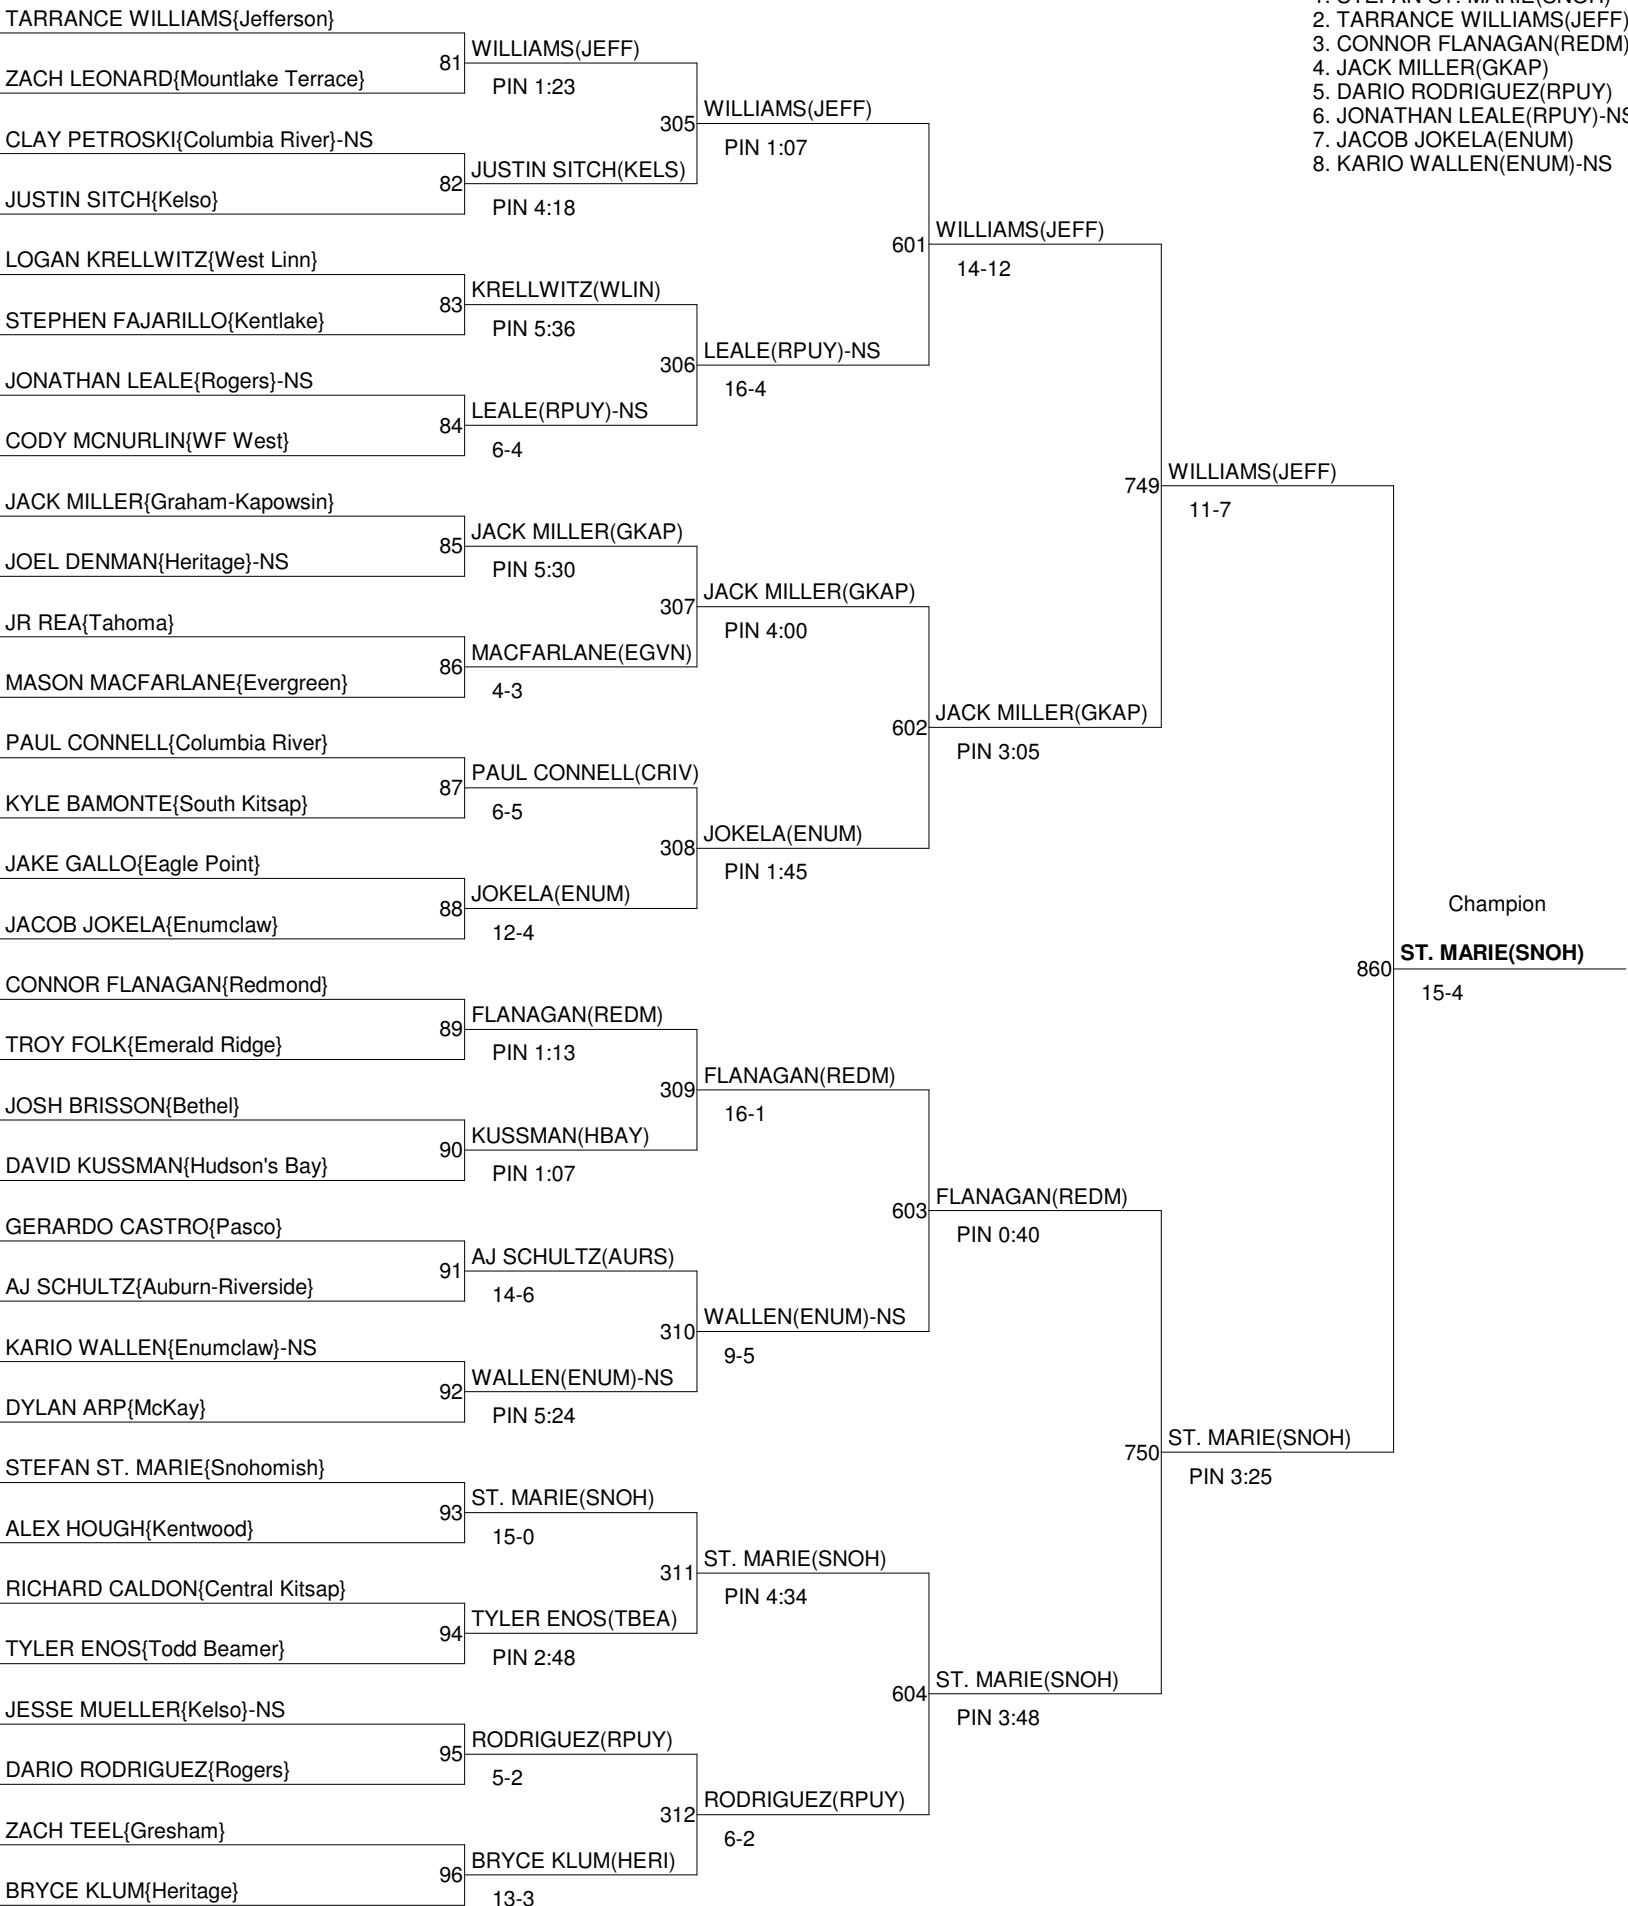 1. STEFAN ST. MARIE(SNOH)
2. TARRANCE WILLIAMS(JEFF)
3. CONNOR FLANAGAN(REDM)
4. JACK MILLER(GKAP)
5. DARIO RODRIGUEZ(RPUY)
6. JONATHAN LEALE(RPUY)-NS
7. JACOB JOKELA(ENUM)
8. KARIO WALLEN(ENUM)-NS
TARRANCE WILLIAMS{Jefferson}
81 WILLIAMS(JEFF)
ZACH LEONARD{Mountlake Terrace}
PIN 1:23
305 WILLIAMS(JEFF)
CLAY PETROSKI{Columbia River}-NS
PIN 1:07
82 JUSTIN SITCH(KELS)
JUSTIN SITCH{Kelso}
PIN 4:18
601 WILLIAMS(JEFF)
LOGAN KRELLWITZ{West Linn}
14-12
83 KRELLWITZ(WLIN)
STEPHEN FAJARILLO{Kentlake}
PIN 5:36
306 LEALE(RPUY)-NS
JONATHAN LEALE{Rogers}-NS
16-4
84 LEALE(RPUY)-NS
CODY MCNURLIN{WF West}
6-4
749 WILLIAMS(JEFF)
JACK MILLER{Graham-Kapowsin}
11-7
85 JACK MILLER(GKAP)
JOEL DENMAN{Heritage}-NS
PIN 5:30
307 JACK MILLER(GKAP)
JR REA{Tahoma}
PIN 4:00
86 MACFARLANE(EGVN)
MASON MACFARLANE{Evergreen}
4-3
602 JACK MILLER(GKAP)
PAUL CONNELL{Columbia River}
PIN 3:05
87 PAUL CONNELL(CRIV)
KYLE BAMONTE{South Kitsap}
6-5
308 JOKELA(ENUM)
JAKE GALLO{Eagle Point}
PIN 1:45
88 JOKELA(ENUM)
JACOB JOKELA{Enumclaw}
12-4
Champion
860 ST. MARIE(SNOH)
15-4
CONNOR FLANAGAN{Redmond}
89 FLANAGAN(REDM)
TROY FOLK{Emerald Ridge}
PIN 1:13
309 FLANAGAN(REDM)
JOSH BRISSON{Bethel}
16-1
90 KUSSMAN(HBAY)
DAVID KUSSMAN{Hudson's Bay}
PIN 1:07
603 FLANAGAN(REDM)
GERARDO CASTRO{Pasco}
PIN 0:40
91 AJ SCHULTZ(AURS)
AJ SCHULTZ{Auburn-Riverside}
14-6
310 WALLEN(ENUM)-NS
KARIO WALLEN{Enumclaw}-NS
9-5
92 WALLEN(ENUM)-NS
DYLAN ARP{McKay}
PIN 5:24
750 ST. MARIE(SNOH)
STEFAN ST. MARIE{Snohomish}
PIN 3:25
93 ST. MARIE(SNOH)
ALEX HOUGH{Kentwood}
15-0
311 ST. MARIE(SNOH)
RICHARD CALDON{Central Kitsap}
PIN 4:34
94 TYLER ENOS(TBEA)
TYLER ENOS{Todd Beamer}
PIN 2:48
604 ST. MARIE(SNOH)
JESSE MUELLER{Kelso}-NS
PIN 3:48
95 RODRIGUEZ(RPUY)
DARIO RODRIGUEZ{Rogers}
5-2
312 RODRIGUEZ(RPUY)
ZACH TEEL{Gresham}
6-2
96 BRYCE KLUM(HERI)
BRYCE KLUM{Heritage}
13-3